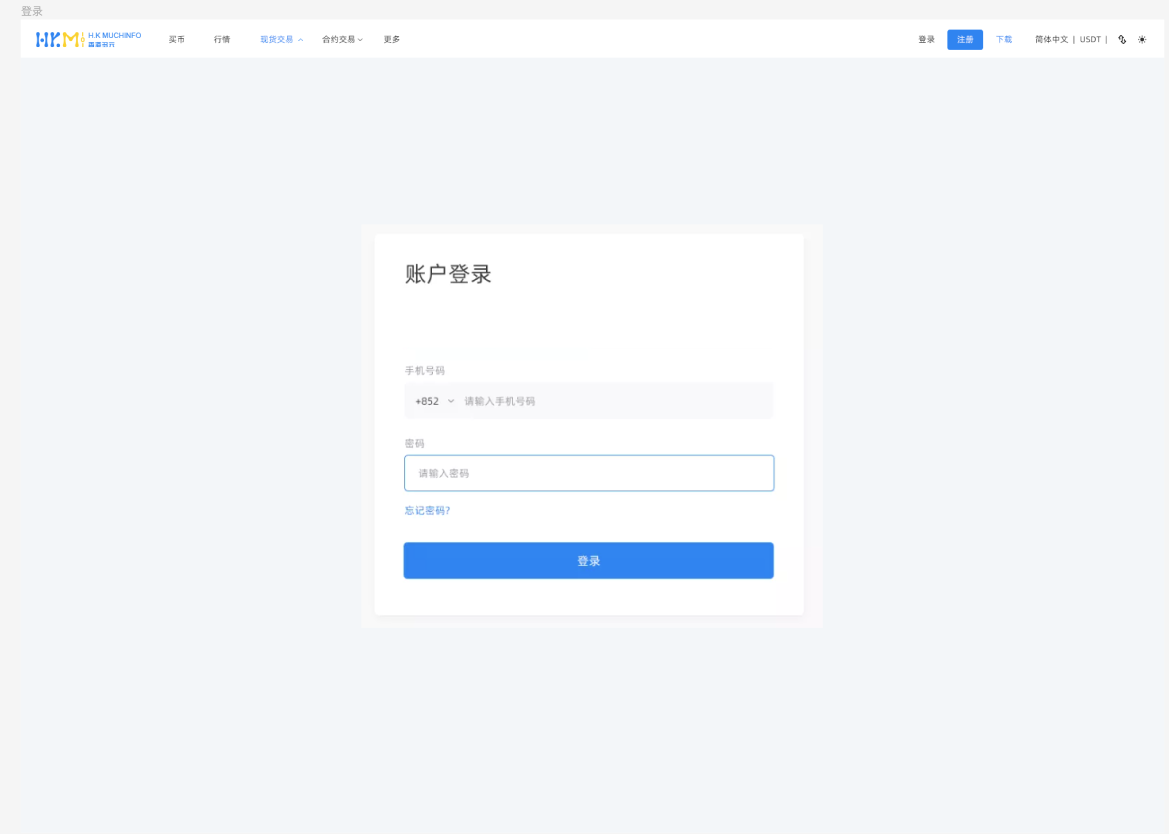 登录
H.K MUCHINFO
买币
行情
现货交易
合约交易
更多
登录
注册
下载
简体中文 | USDT |
账户登录
手机号码
+852 请输入手机号码
密码
请输入密码
忘记密码?
登录